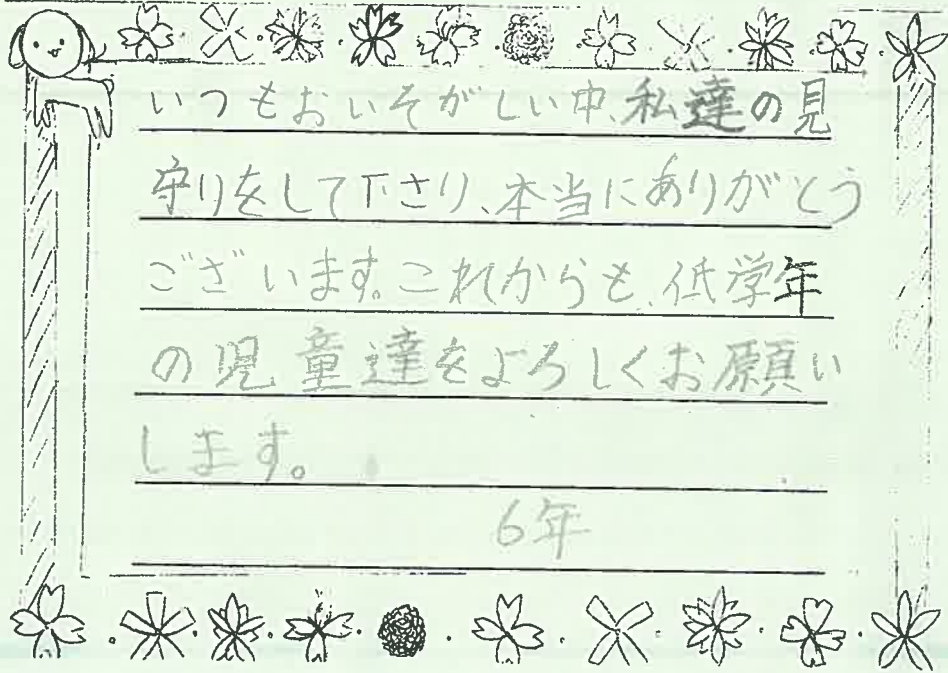 いつもおいそがしい中、私達の見
守りをして下さり、本当にありがとう
ございます。これからも、低学年
の児童達をよろしくお願い
します。
6年